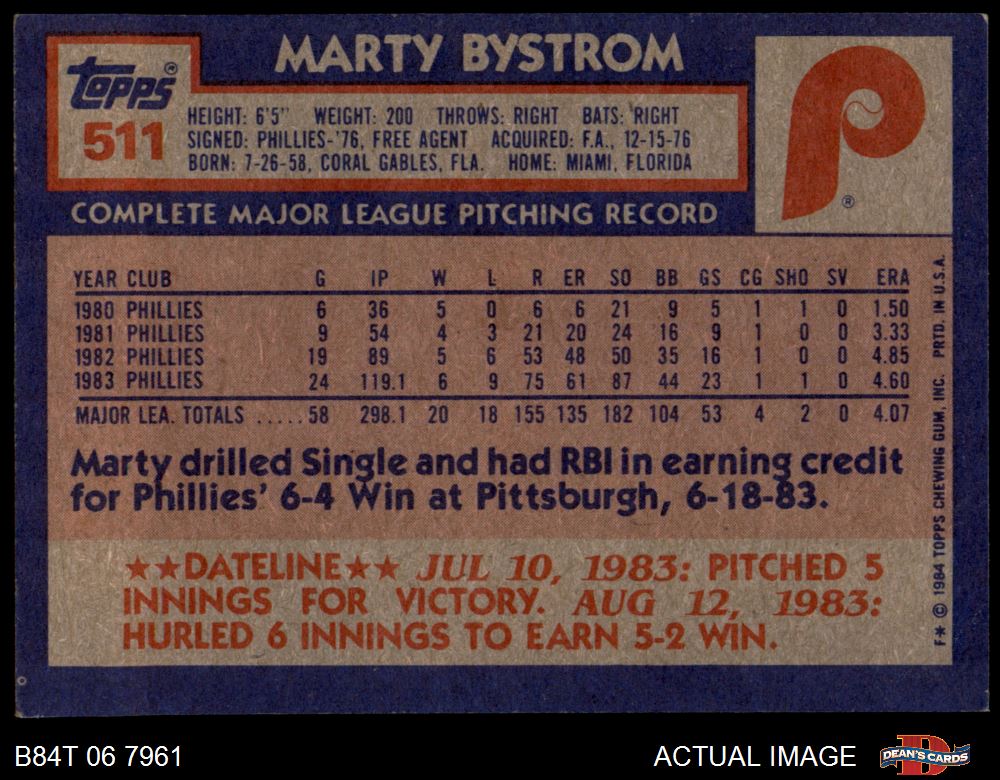 MARTY BYSTROM
Topps®
511
HEIGHT: 6'5" WEIGHT: 200 THROWS: RIGHT BATS: RIGHT
SIGNED: PHILLIES-'76, FREE AGENT ACQUIRED: F.A., 12-15-76
BORN: 7-26-58, CORAL GABLES, FLA. HOME: MIAMI, FLORIDA
P ®
COMPLETE MAJOR LEAGUE PITCHING RECORD
YEAR CLUB G IP W L R ER SO BB GS CG SHO SV ERA
1980 PHILLIES 6 36 5 0 6 6 21 9 5 1 1 0 1.50
1981 PHILLIES 9 54 4 3 21 20 24 16 9 1 0 0 3.33
1982 PHILLIES 19 89 5 6 53 48 50 35 16 1 0 0 4.85
1983 PHILLIES 24 119.1 6 9 75 61 87 44 23 1 1 0 4.60
MAJOR LEA. TOTALS ..... 58 298.1 20 18 155 135 182 104 53 4 2 0 4.07
Marty drilled Single and had RBI in earning credit
for Phillies' 6-4 Win at Pittsburgh, 6-18-83.
★★DATELINE★★ JUL 10, 1983: PITCHED 5
INNINGS FOR VICTORY. AUG 12, 1983:
HURLED 6 INNINGS TO EARN 5-2 WIN.
F* © 1984 TOPPS CHEWING GUM, INC. PRTD. IN U.S.A.
B84T 06 7961
ACTUAL IMAGE
DEAN'S CARDS